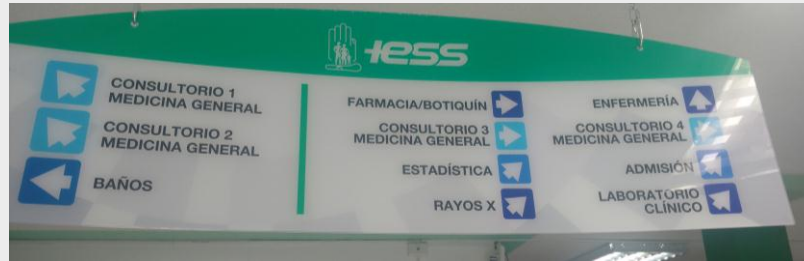 IESS
CONSULTORIO 1
MEDICINA GENERAL
CONSULTORIO 2
MEDICINA GENERAL
BAÑOS
FARMACIA/BOTIQUÍN
CONSULTORIO 3
MEDICINA GENERAL
ESTADÍSTICA
RAYOS X
ENFERMERÍA
CONSULTORIO 4
MEDICINA GENERAL
ADMISIÓN
LABORATORIO
CLÍNICO